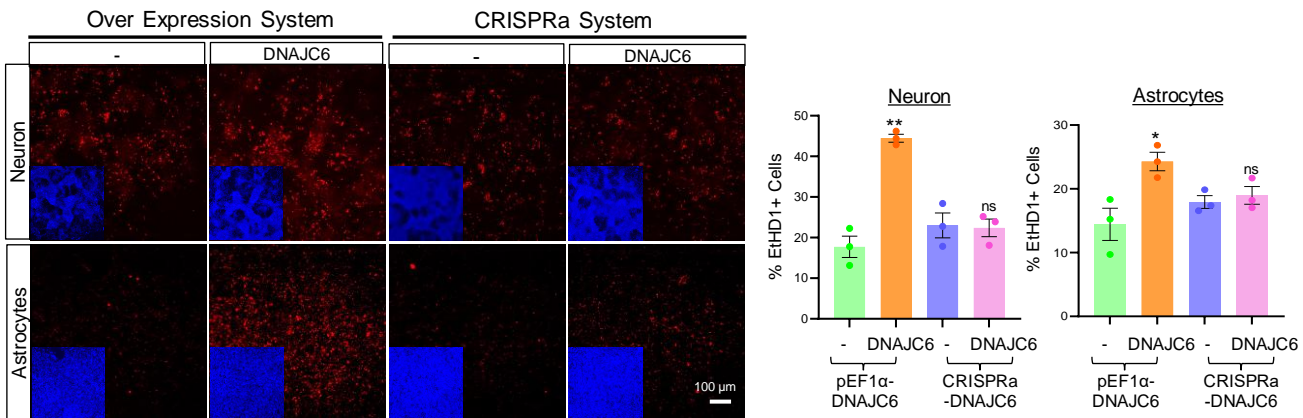 Over Expression System
CRISPRa System
-
DNAJC6
-
DNAJC6
Neuron
Astrocytes
100 µm
Neuron
% EtHD1+ Cells
50
40
30
20
10
0
**
ns
-
DNAJC6
-
DNAJC6
pEF1α-
DNAJC6
CRISPRa
-DNAJC6
Astrocytes
% EtHD1+ Cells
30
20
10
0
*
ns
-
DNAJC6
-
DNAJC6
pEF1α-
DNAJC6
CRISPRa
-DNAJC6